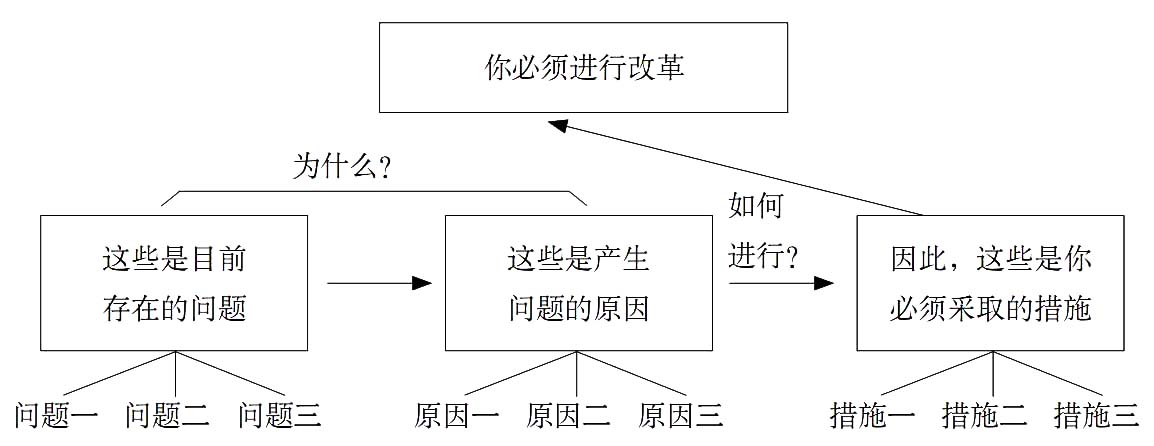 你必须进行改革
为什么？
如何
进行？
这些是目前
存在的问题
这些是产生
问题的原因
因此，这些是你
必须采取的措施
问题一 问题二 问题三
原因一 原因二 原因三
措施一 措施二 措施三